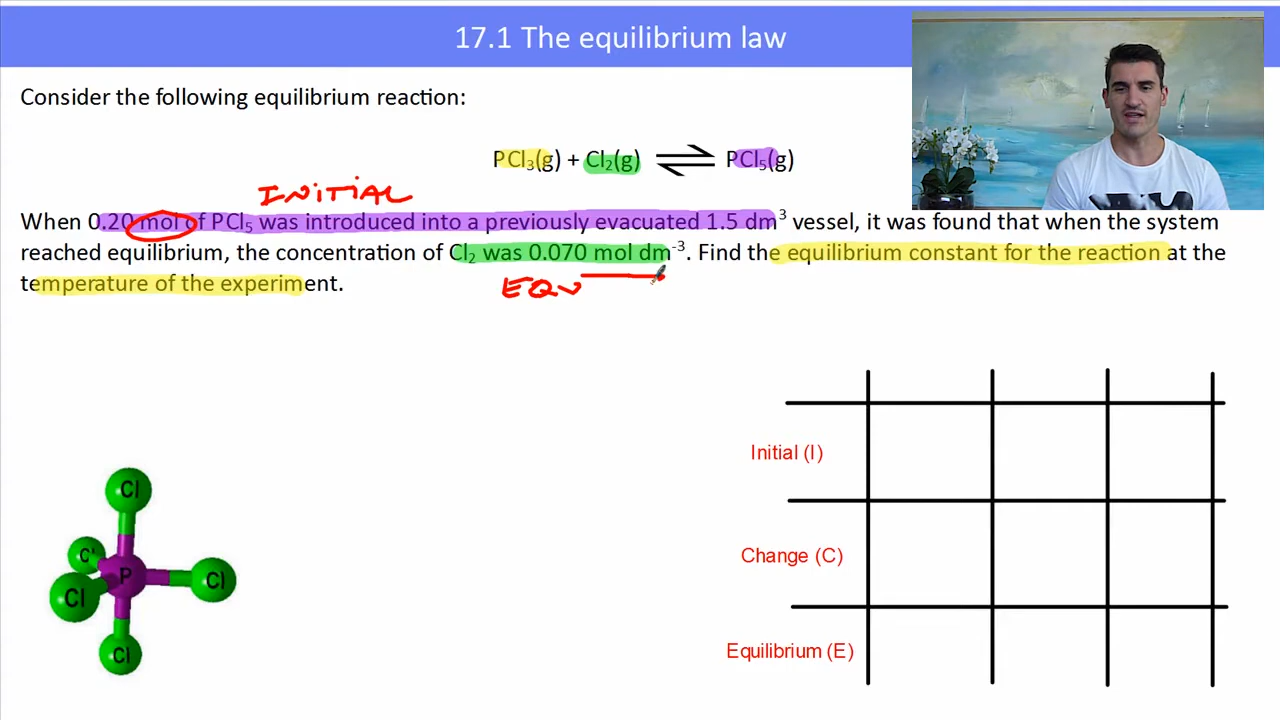 17.1 The equilibrium law
Consider the following equilibrium reaction:
PCl₃(g) + Cl₂(g) ⇌ PCl₅(g)
INITIAL
When 0.20 mol of PCl₅ was introduced into a previously evacuated 1.5 dm³ vessel, it was found that when the system
reached equilibrium, the concentration of Cl₂ was 0.070 mol dm⁻³. Find the equilibrium constant for the reaction at the
temperature of the experiment.
EQU
Initial (I)
Change (C)
Equilibrium (E)
Cl
Cl
P
Cl
Cl
Cl